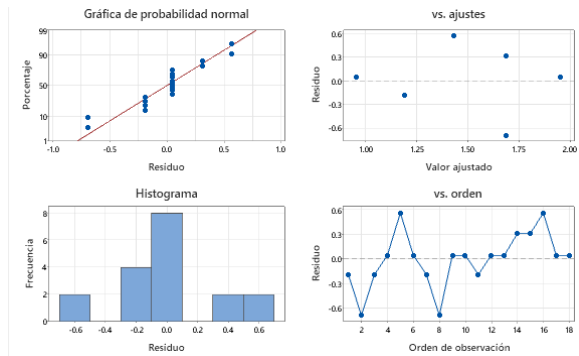 Gráfica de probabilidad normal
Porcentaje
99
90
50
10
1
-1.0 -0.5 0.0 0.5 1.0
Residuo
vs. ajustes
Residuo
0.6
0.3
0.0
-0.3
-0.6
1.00 1.25 1.50 1.75 2.00
Valor ajustado
Histograma
Frecuencia
8
6
4
2
0
-0.6 -0.4 -0.2 0.0 0.2 0.4 0.6
Residuo
vs. orden
Residuo
0.6
0.3
0.0
-0.3
-0.6
2 4 6 8 10 12 14 16 18
Orden de observación